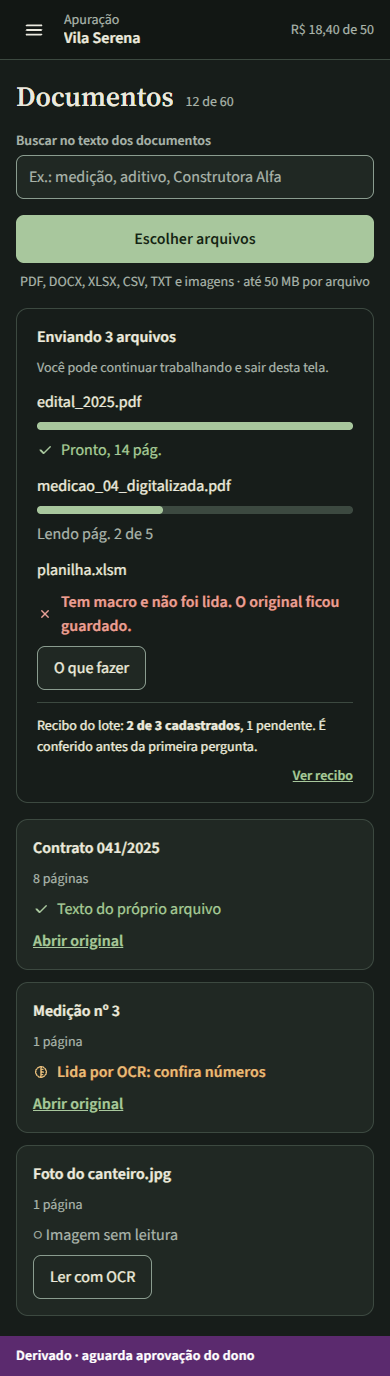 Apuração
Vila Serena
R$ 18,40 de 50
Documentos 12 de 60
Buscar no texto dos documentos
Ex.: medição, aditivo, Construtora Alfa
Escolher arquivos
PDF, DOCX, XLSX, CSV, TXT e imagens · até 50 MB por arquivo
Enviando 3 arquivos
Você pode continuar trabalhando e sair desta tela.
edital_2025.pdf
Pronto, 14 pág.
medicao_04_digitalizada.pdf
Lendo pág. 2 de 5
planilha.xlsm
Tem macro e não foi lida. O original ficou
guardado.
O que fazer
Recibo do lote: 2 de 3 cadastrados, 1 pendente. É
conferido antes da primeira pergunta.
Ver recibo
Contrato 041/2025
8 páginas
Texto do próprio arquivo
Abrir original
Medição nº 3
1 página
Lida por OCR: confira números
Abrir original
Foto do canteiro.jpg
1 página
Imagem sem leitura
Ler com OCR
Derivado · aguarda aprovação do dono